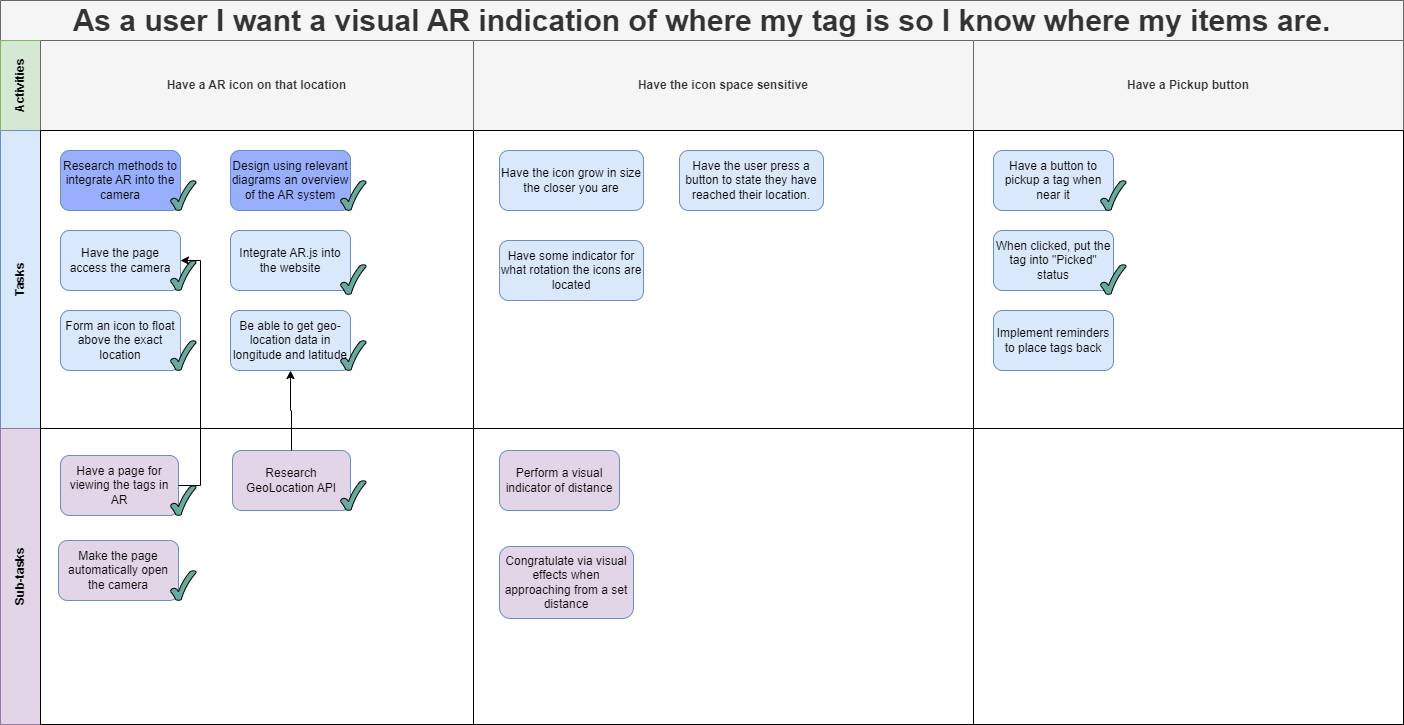 As a user I want a visual AR indication of where my tag is so I know where my items are.
Activities
Have a AR icon on that location
Have the icon space sensitive
Have a Pickup button
Tasks
Research methods to
integrate AR into the
camera
Design using relevant
diagrams an overview
of the AR system
Have the page
access the camera
Integrate AR.js into
the website
Form an icon to float
above the exact
location
Be able to get geo-
location data in
longitude and latitude
Have the icon grow in size
the closer you are
Have the user press a
button to state they have
reached their location.
Have some indicator for
what rotation the icons are
located
Have a button to
pickup a tag when
near it
When clicked, put the
tag into "Picked"
status
Implement reminders
to place tags back
Sub-tasks
Have a page for
viewing the tags in
AR
Research
GeoLocation API
Make the page
automatically open
the camera
Perform a visual
indicator of distance
Congratulate via visual
effects when
approaching from a set
distance